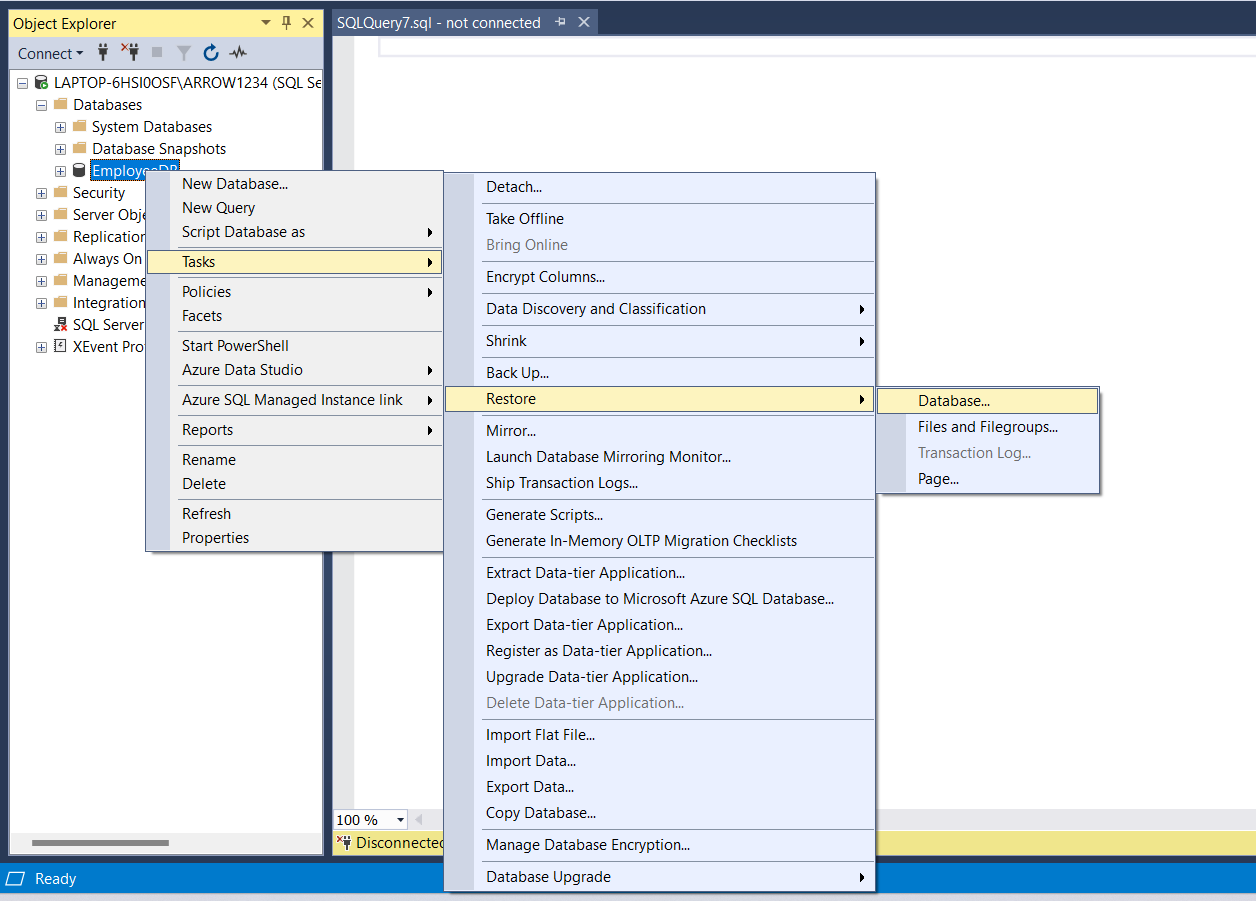 Object Explorer
Connect
LAPTOP-6HSI0OSF\ARROW1234 (SQL Se
Databases
System Databases
Database Snapshots
EmployeeDB
Security
Server Obje
Replication
Always On
Manageme
Integration
SQL Server
XEvent Pro
SQLQuery7.sql - not connected
New Database...
New Query
Script Database as
Tasks
Policies
Facets
Start PowerShell
Azure Data Studio
Azure SQL Managed Instance link
Reports
Rename
Delete
Refresh
Properties
Detach...
Take Offline
Bring Online
Encrypt Columns...
Data Discovery and Classification
Shrink
Back Up...
Restore
Mirror...
Launch Database Mirroring Monitor...
Ship Transaction Logs...
Generate Scripts...
Generate In-Memory OLTP Migration Checklists
Extract Data-tier Application...
Deploy Database to Microsoft Azure SQL Database...
Export Data-tier Application...
Register as Data-tier Application...
Upgrade Data-tier Application...
Delete Data-tier Application...
Import Flat File...
Import Data...
Export Data...
Copy Database...
Manage Database Encryption...
Database Upgrade
Database...
Files and Filegroups...
Transaction Log...
Page...
100 %
Disconnected
Ready